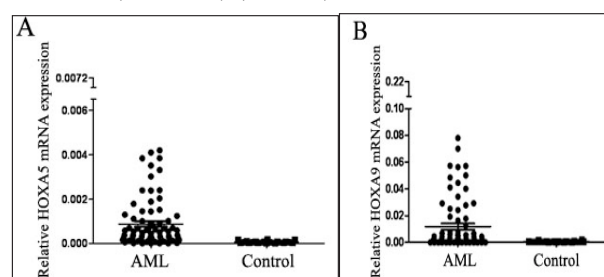 A
Relative HOXA5 mRNA expression
0.0072
0.006
0.004
0.002
0.000
AML Control
B
Relative HOXA9 mRNA expression
0.22
0.10
0.08
0.06
0.04
0.02
0.00
AML Control